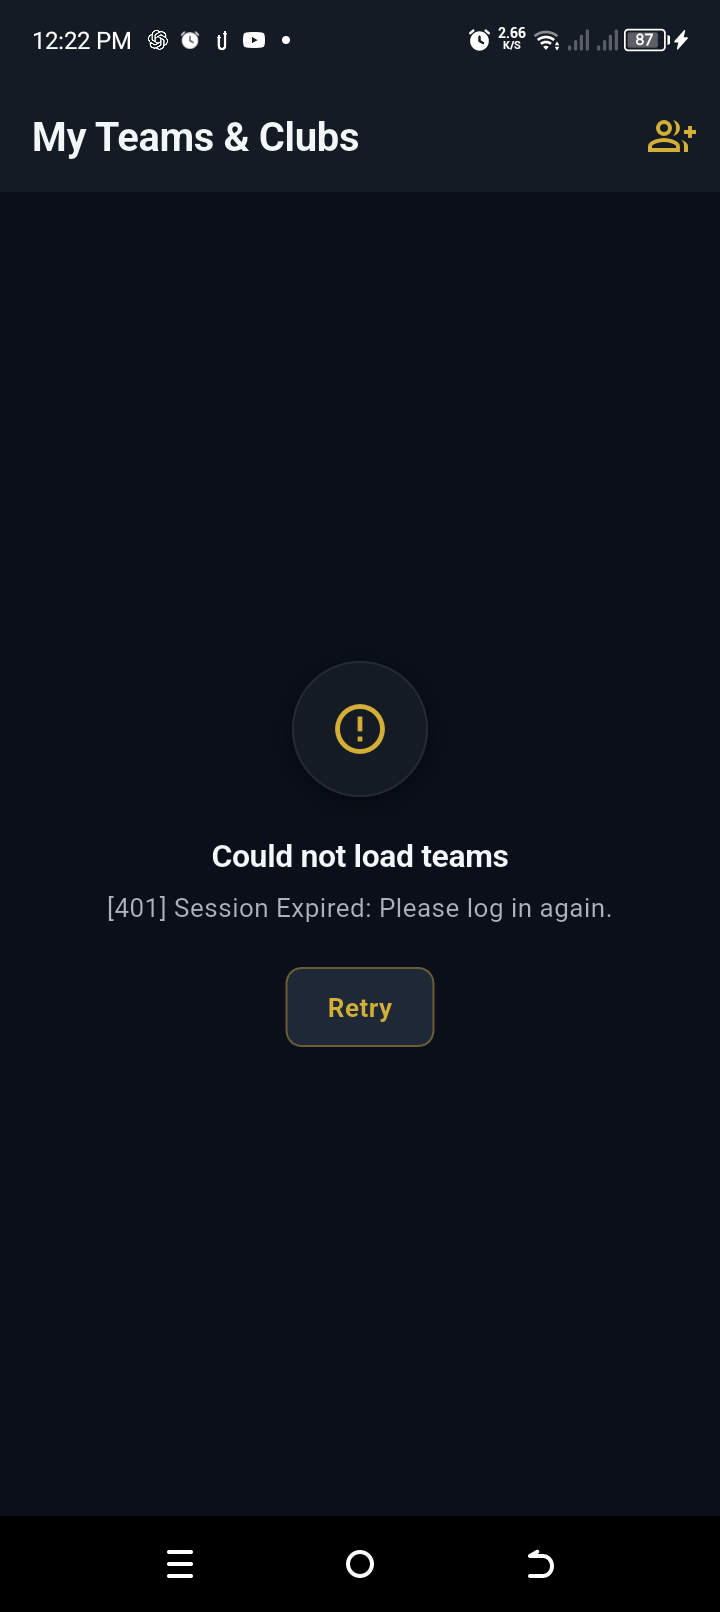 12:22 PM
2.66
K/S
87
My Teams & Clubs
Could not load teams
[401] Session Expired: Please log in again.
Retry